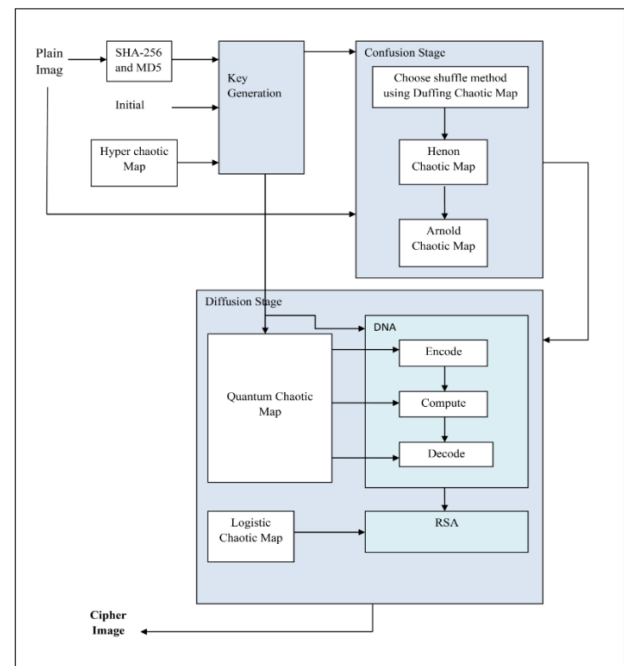 Plain
Imag
SHA-256
and MD5
Initial
Hyper chaotic
Map
Key
Generation
Confusion Stage
Choose shuffle method
using Duffing Chaotic Map
Henon
Chaotic Map
Arnold
Chaotic Map
Diffusion Stage
Quantum Chaotic
Map
DNA
Encode
Compute
Decode
Logistic
Chaotic Map
RSA
Cipher
Image